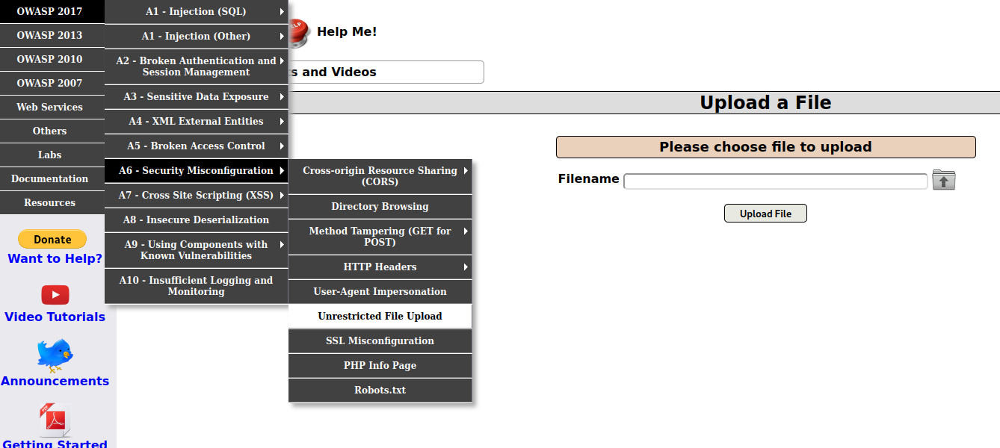 OWASP 2017
OWASP 2013
OWASP 2010
OWASP 2007
Web Services
Others
Labs
Documentation
Resources
Donate
Want to Help?
Video Tutorials
Announcements
PDF
Getting Started
A1 - Injection (SQL)
A1 - Injection (Other)
A2 - Broken Authentication and
Session Management
A3 - Sensitive Data Exposure
A4 - XML External Entities
A5 - Broken Access Control
A6 - Security Misconfiguration
A7 - Cross Site Scripting (XSS)
A8 - Insecure Deserialization
A9 - Using Components with
Known Vulnerabilities
A10 - Insufficient Logging and
Monitoring
Cross-origin Resource Sharing
(CORS)
Directory Browsing
Method Tampering (GET for
POST)
HTTP Headers
User-Agent Impersonation
Unrestricted File Upload
SSL Misconfiguration
PHP Info Page
Robots.txt
Help Me!
s and Videos
Upload a File
Please choose file to upload
Filename
Upload File